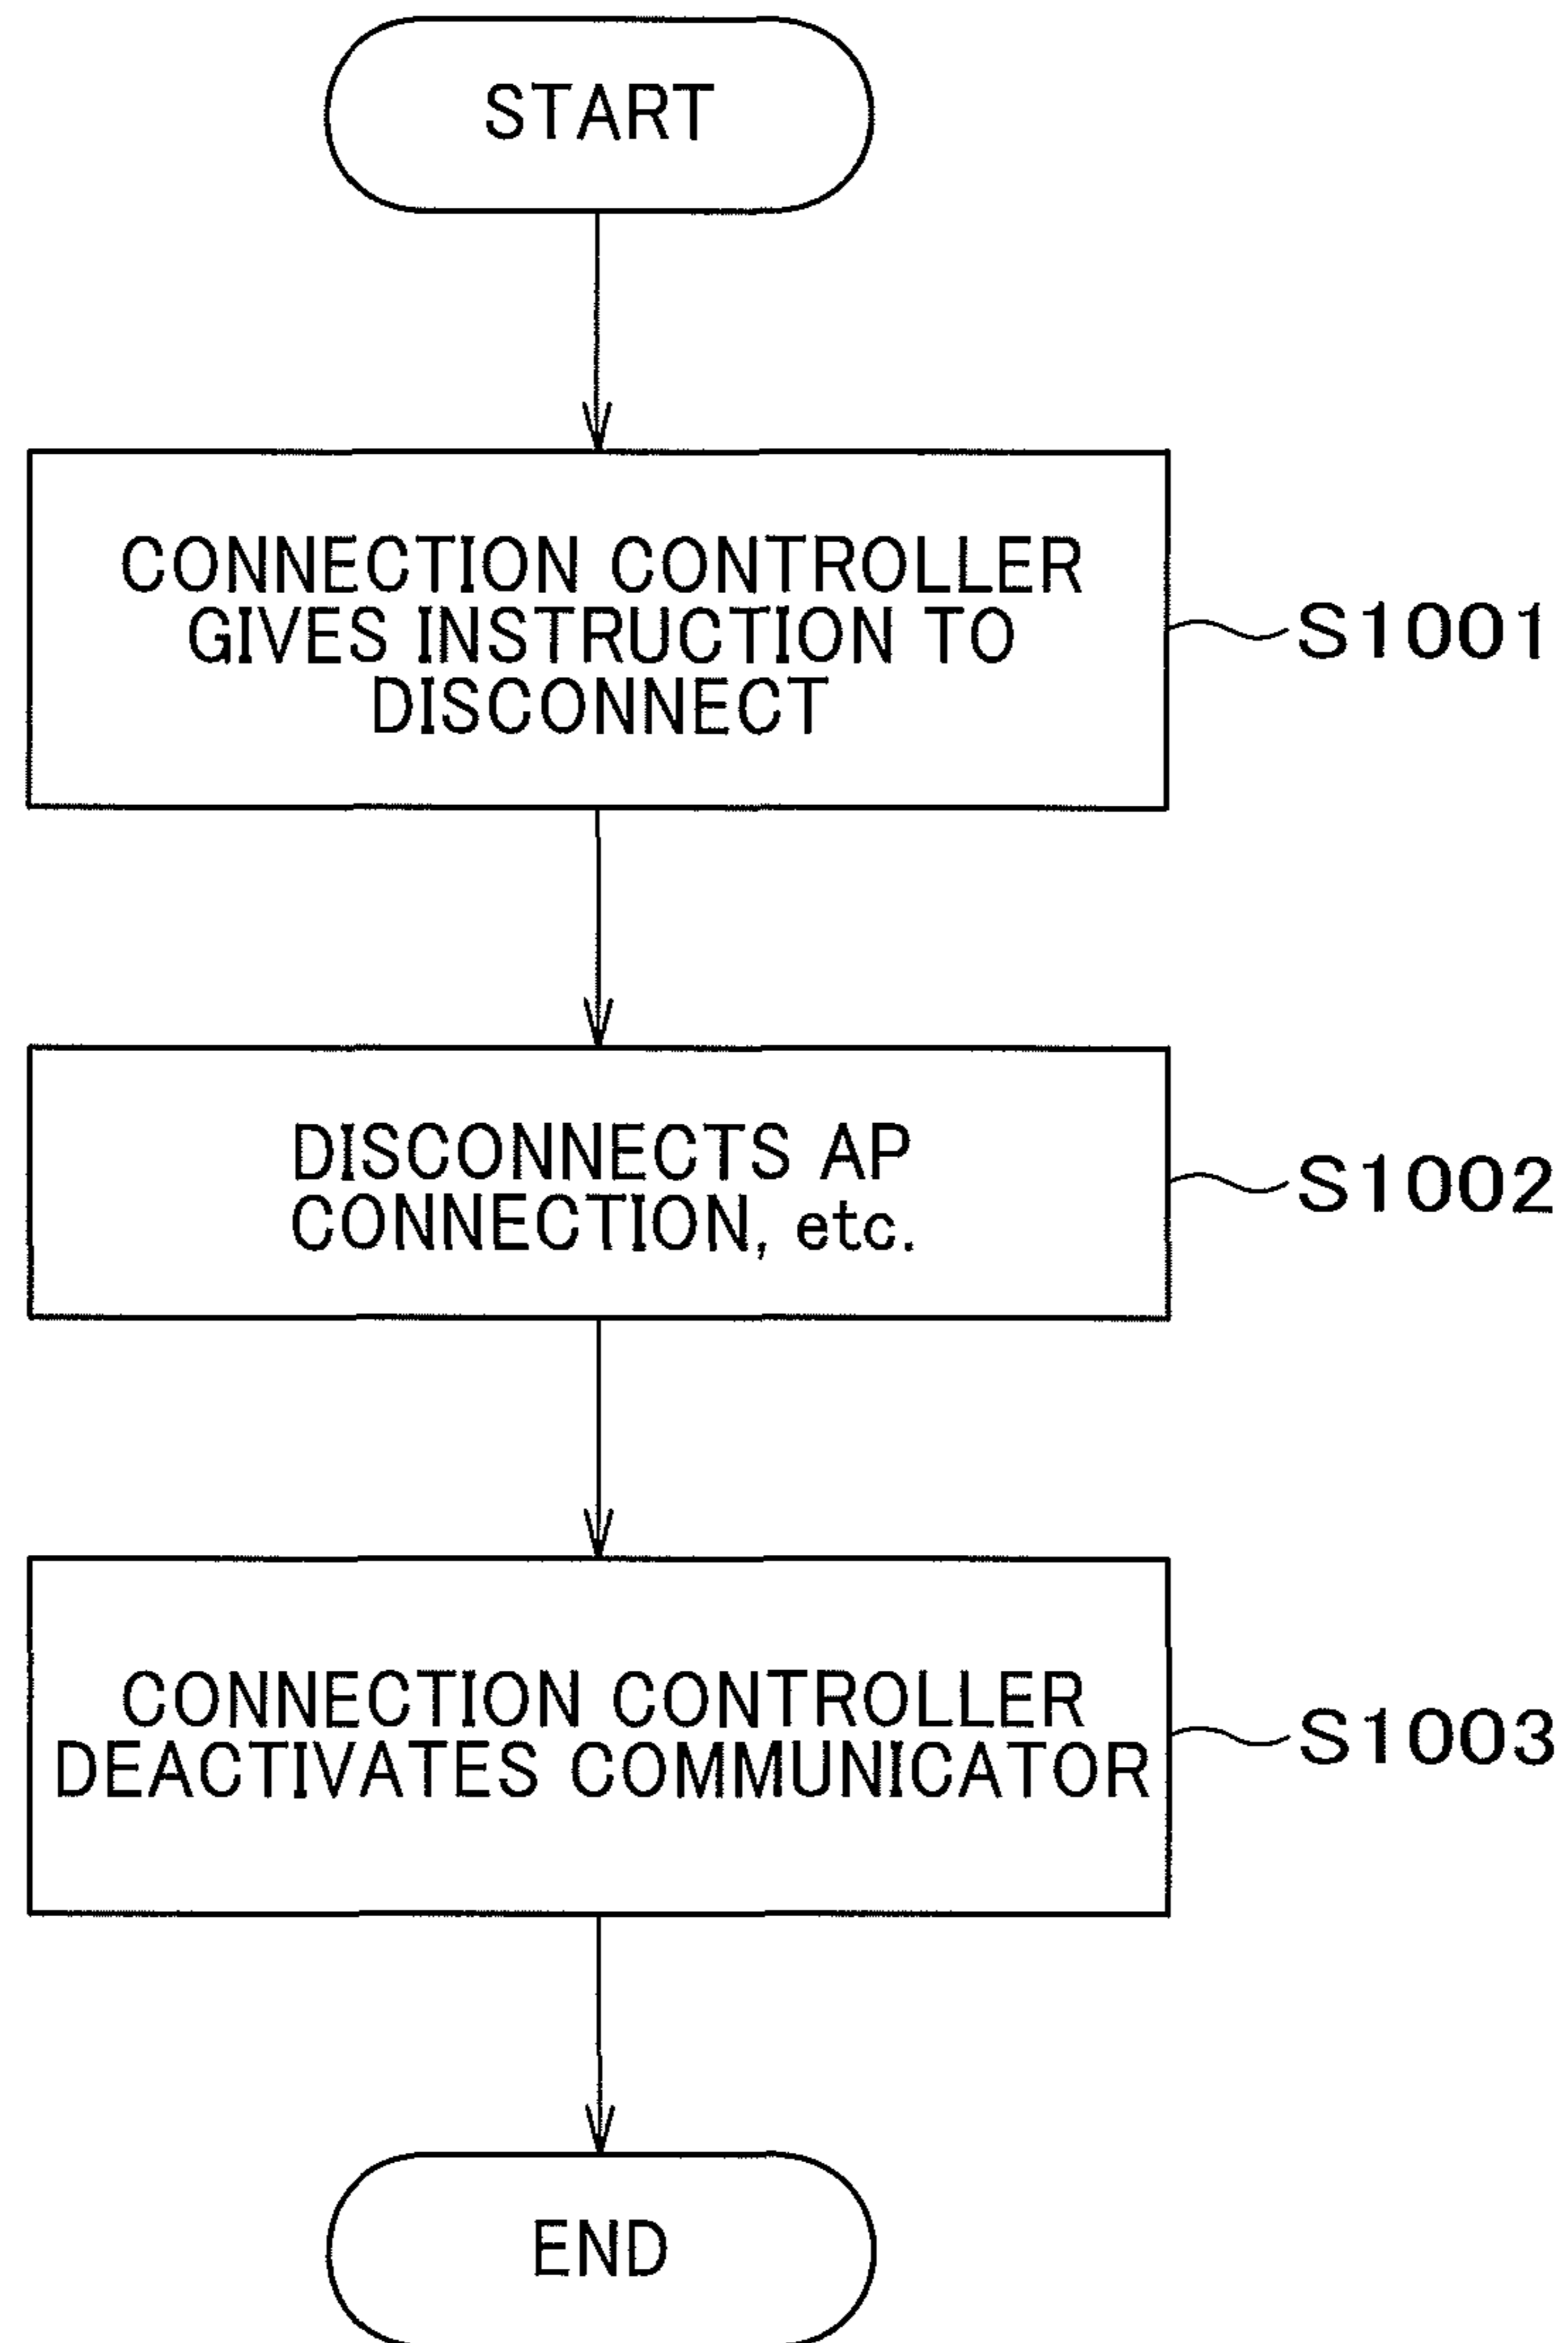 START
CONNECTION CONTROLLER
GIVES INSTRUCTION TO
DISCONNECT
S1001
DISCONNECTS AP
CONNECTION, etc.
S1002
CONNECTION CONTROLLER
DEACTIVATES COMMUNICATOR
S1003
END